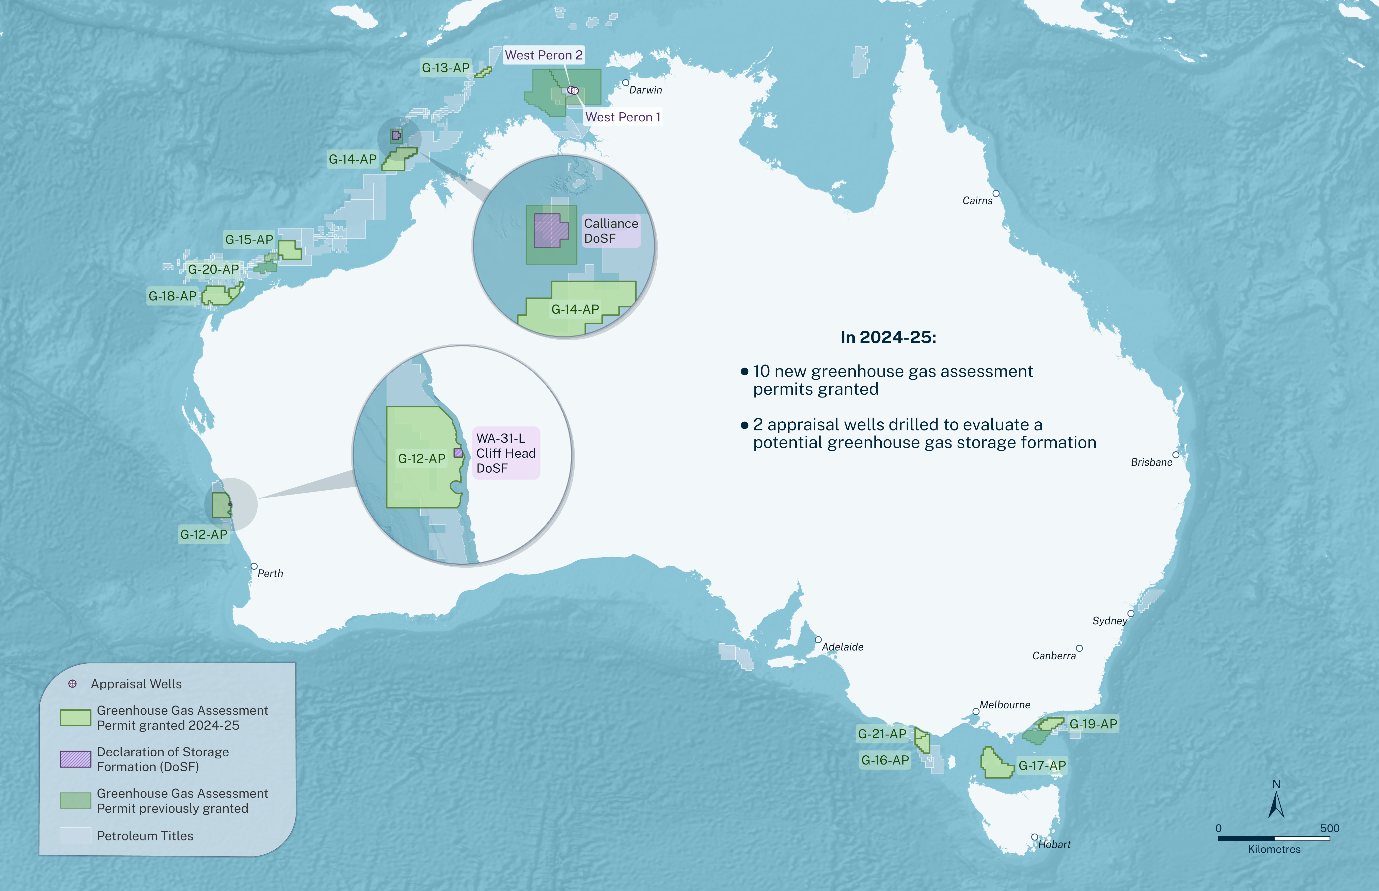 West Peron 2
G-13-AP
Darwin
West Peron 1
G-14-AP
Cairns
Calliance
DoSF
G-15-AP
G-20-AP
G-18-AP
G-14-AP
In 2024-25:
• 10 new greenhouse gas assessment
permits granted
• 2 appraisal wells drilled to evaluate a
potential greenhouse gas storage formation
WA-31-L
Cliff Head
DoSF
G-12-AP
Brisbane
G-12-AP
Perth
Sydney
Adelaide
Canberra
Melbourne
G-19-AP
G-21-AP
G-16-AP
G-17-AP
Hobart
Appraisal Wells
Greenhouse Gas Assessment
Permit granted 2024-25
Declaration of Storage
Formation (DoSF)
Greenhouse Gas Assessment
Permit previously granted
Petroleum Titles
N
0 500
Kilometres